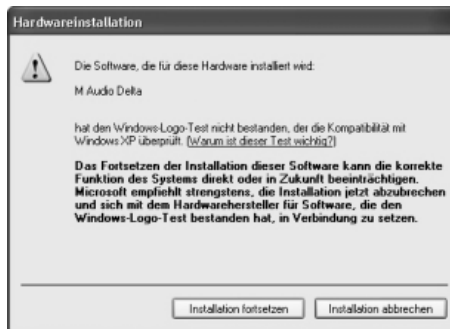 Hardwareinstallation
Die Software, die für diese Hardware installiert wird:
M Audio Delta
hat den Windows-Logo-Test nicht bestanden, der die Kompatibilität mit
Windows XP überprüft. (Warum ist dieser Test wichtig?)
Das Fortsetzen der Installation dieser Software kann die korrekte
Funktion des Systems direkt oder in Zukunft beeinträchtigen.
Microsoft empfiehlt strengstens, die Installation jetzt abzubrechen
und sich mit dem Hardwarehersteller für Software, die den
Windows-Logo-Test bestanden hat, in Verbindung zu setzen.
Installation fortsetzen Installation abbrechen